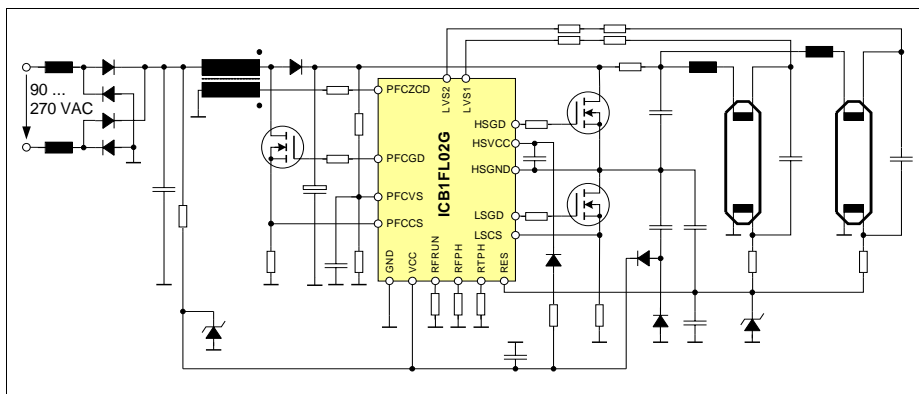 90 ...
270 VAC
LVS2
LVS1
PFCZCD
PFCGD
PFCVS
PFCCS
ICB1FL02G
HSGD
HSVCC
HSGND
LSGD
LSCS
GND
VCC
RFRUN
RFPH
RTPH
RES